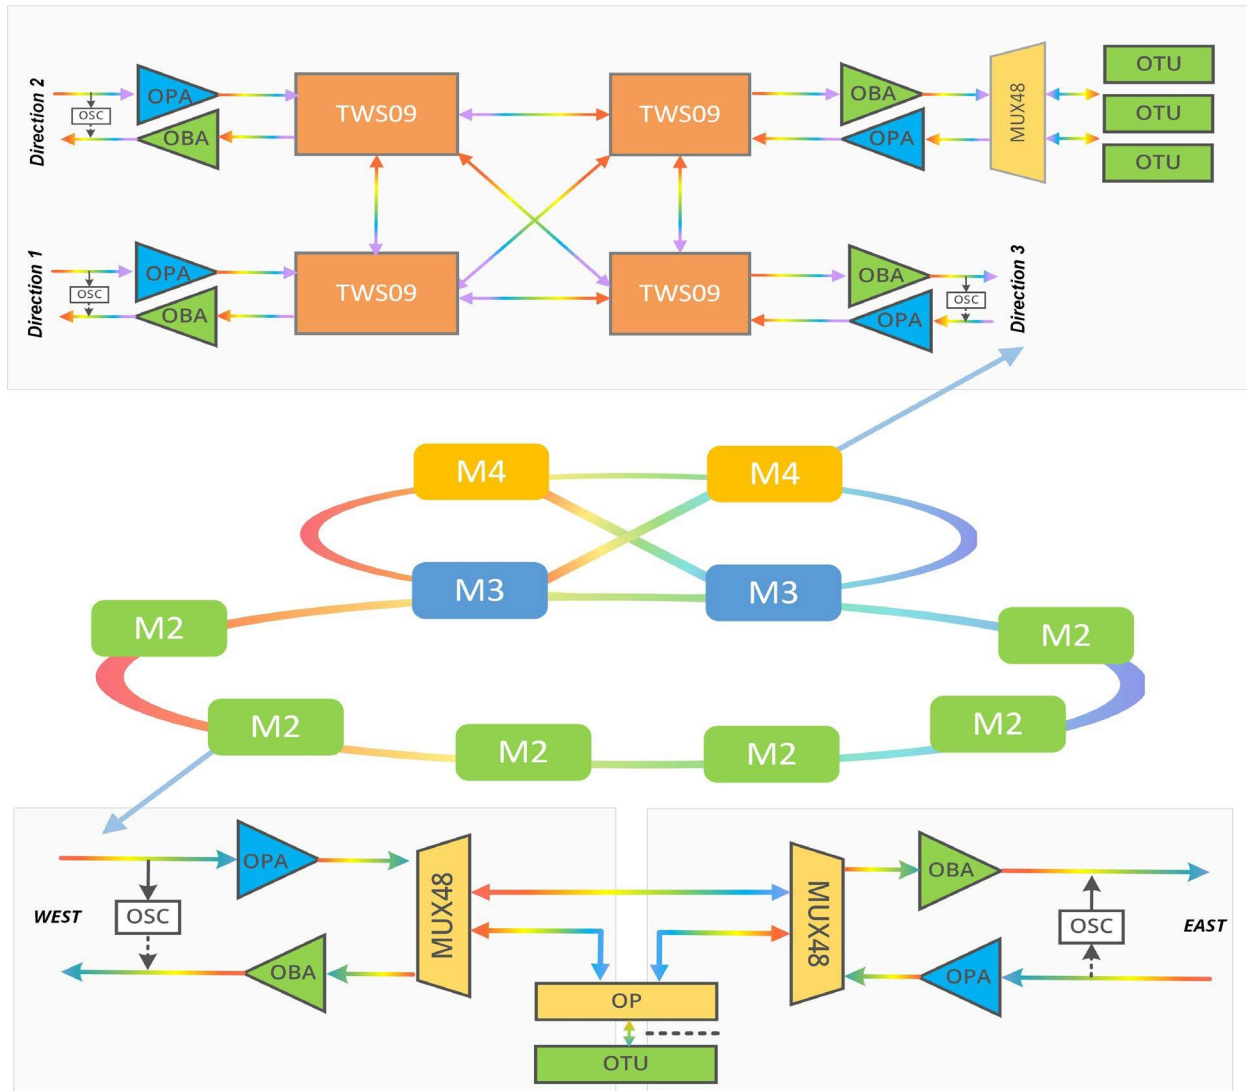 Direction 2
OSC
OPA
OBA
TWS09
TWS09
OBA
OPA
MUX48
OTU
OTU
OTU
Direction 1
OSC
OPA
OBA
TWS09
TWS09
OBA
OPA
OSC
Direction 3
M4
M4
M3
M3
M2
M2
M2
M2
M2
M2
WEST
OSC
OPA
OBA
MUX48
OP
OTU
MUX48
OBA
OPA
OSC
EAST